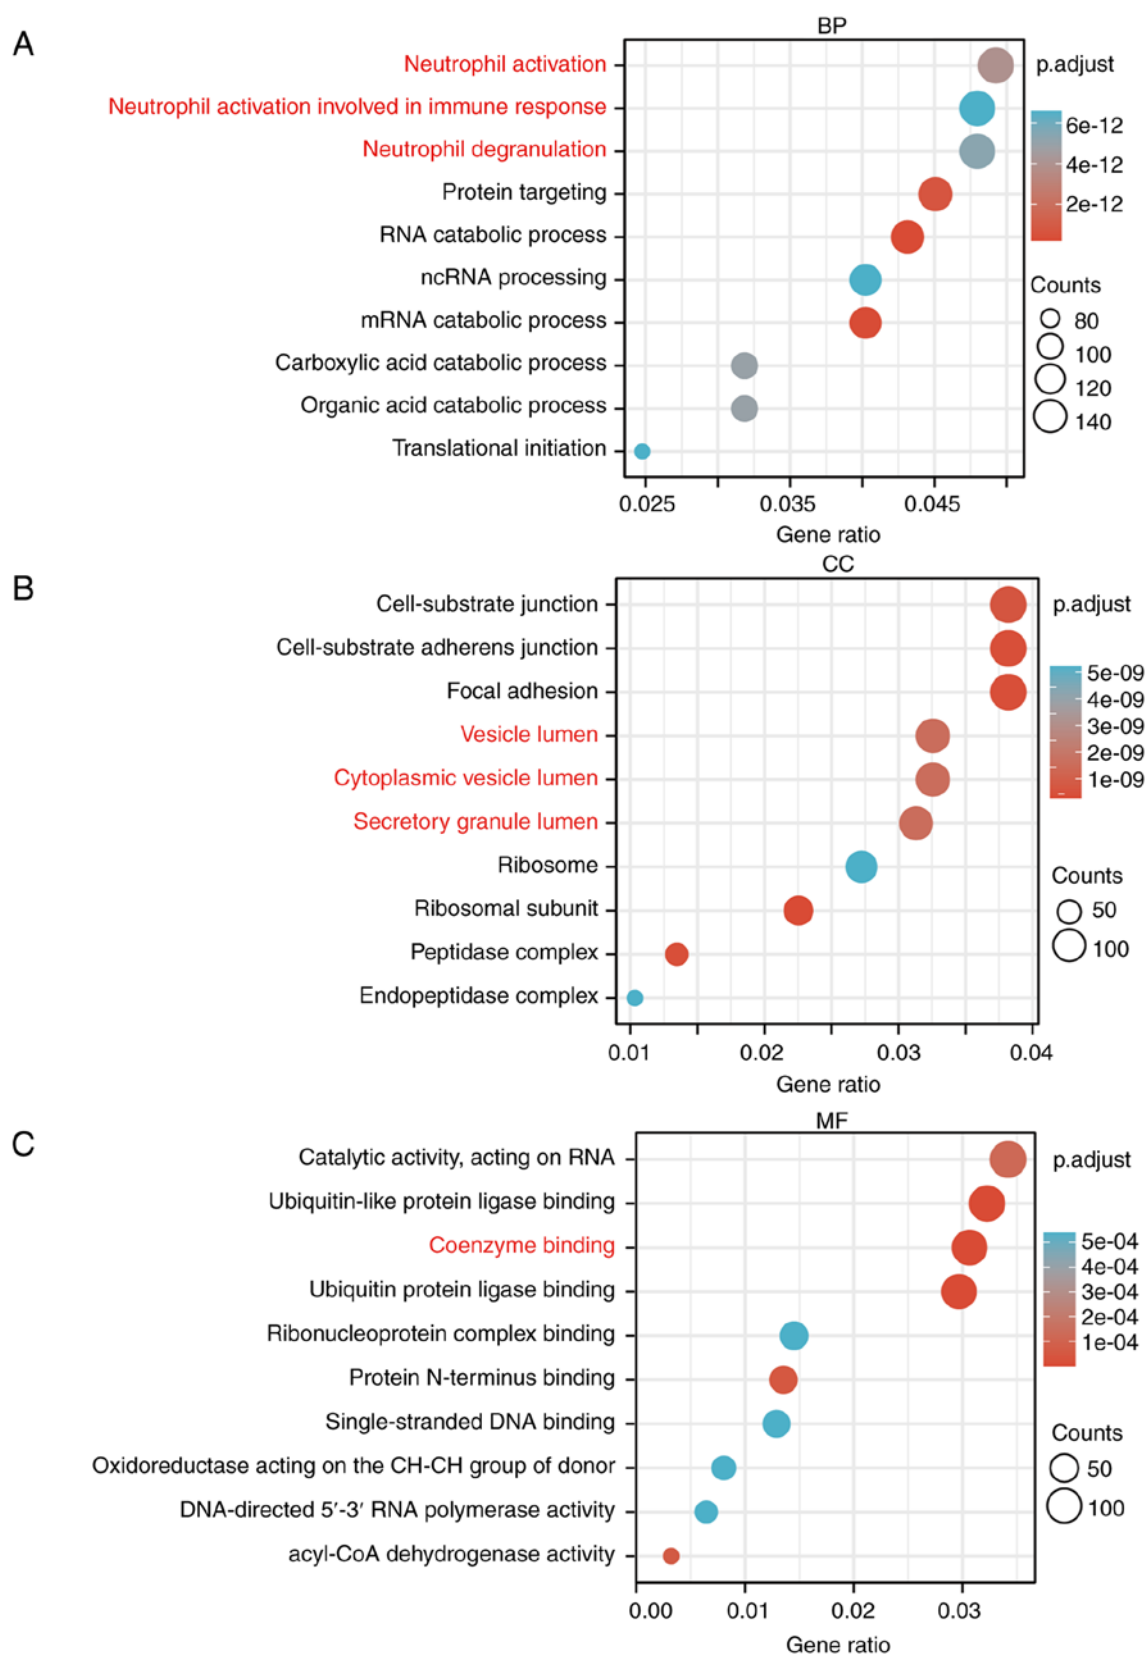 A
BP
Neutrophil activation
Neutrophil activation involved in immune response
Neutrophil degranulation
Protein targeting
RNA catabolic process
ncRNA processing
mRNA catabolic process
Carboxylic acid catabolic process
Organic acid catabolic process
Translational initiation
0.025 0.035 0.045
Gene ratio
p.adjust
6e-12
4e-12
2e-12
Counts
80
100
120
140
B
CC
Cell-substrate junction
Cell-substrate adherens junction
Focal adhesion
Vesicle lumen
Cytoplasmic vesicle lumen
Secretory granule lumen
Ribosome
Ribosomal subunit
Peptidase complex
Endopeptidase complex
0.01 0.02 0.03 0.04
Gene ratio
p.adjust
5e-09
4e-09
3e-09
2e-09
1e-09
Counts
50
100
C
MF
Catalytic activity, acting on RNA
Ubiquitin-like protein ligase binding
Coenzyme binding
Ubiquitin protein ligase binding
Ribonucleoprotein complex binding
Protein N-terminus binding
Single-stranded DNA binding
Oxidoreductase acting on the CH-CH group of donor
DNA-directed 5′-3′ RNA polymerase activity
acyl-CoA dehydrogenase activity
0.00 0.01 0.02 0.03
Gene ratio
p.adjust
5e-04
4e-04
3e-04
2e-04
1e-04
Counts
50
100